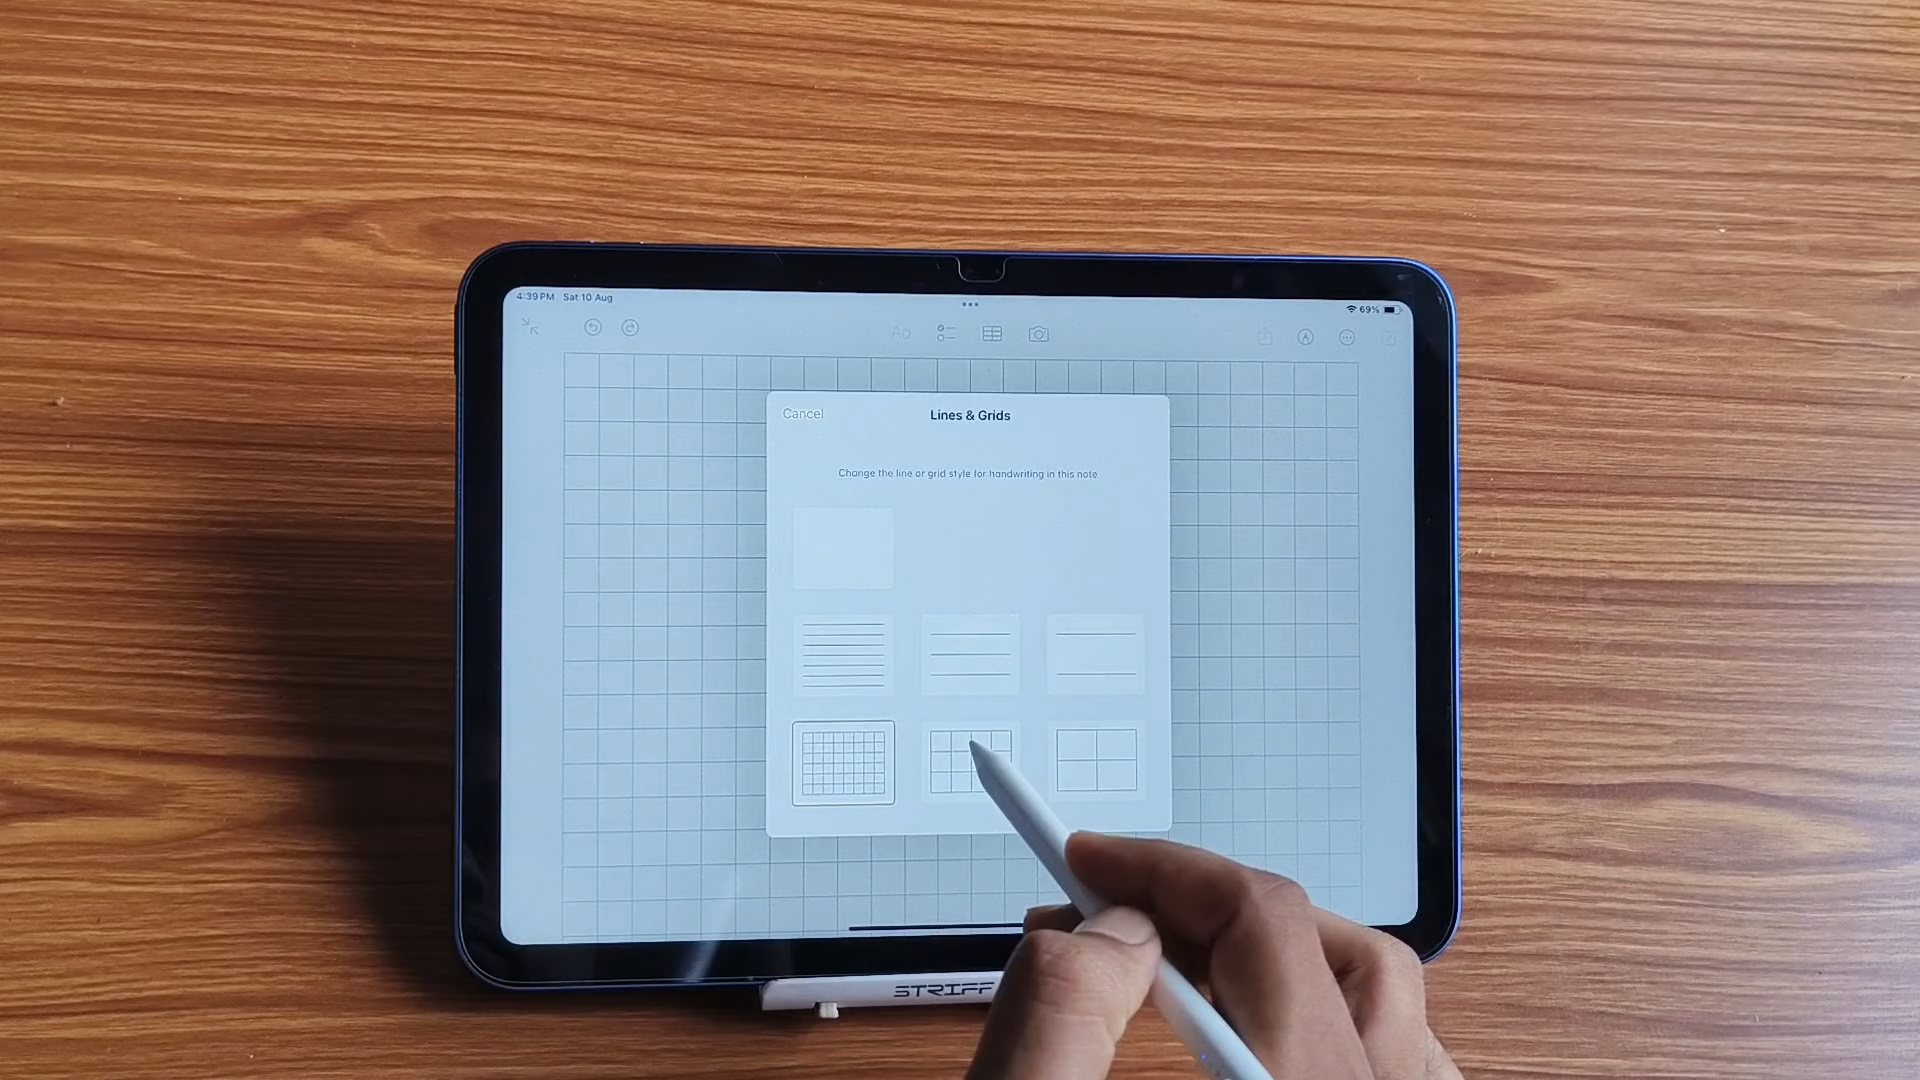 4:39 PM Sat 10 Aug
69%
Aa
Cancel
Lines & Grids
Change the line or grid style for handwriting in this note
STRIFF